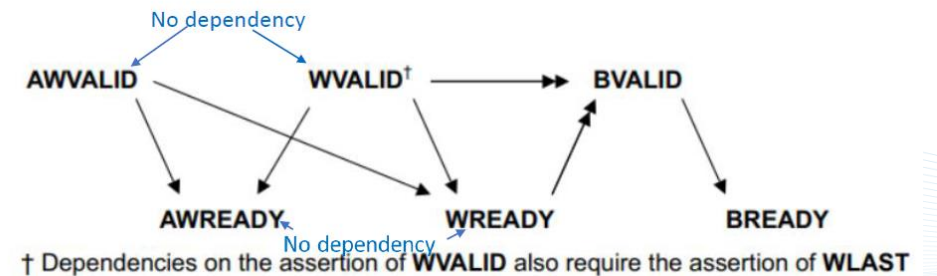 No dependency
AWVALID WVALID† BVALID
AWREADY WREADY BREADY
No dependency
† Dependencies on the assertion of WVALID also require the assertion of WLAST